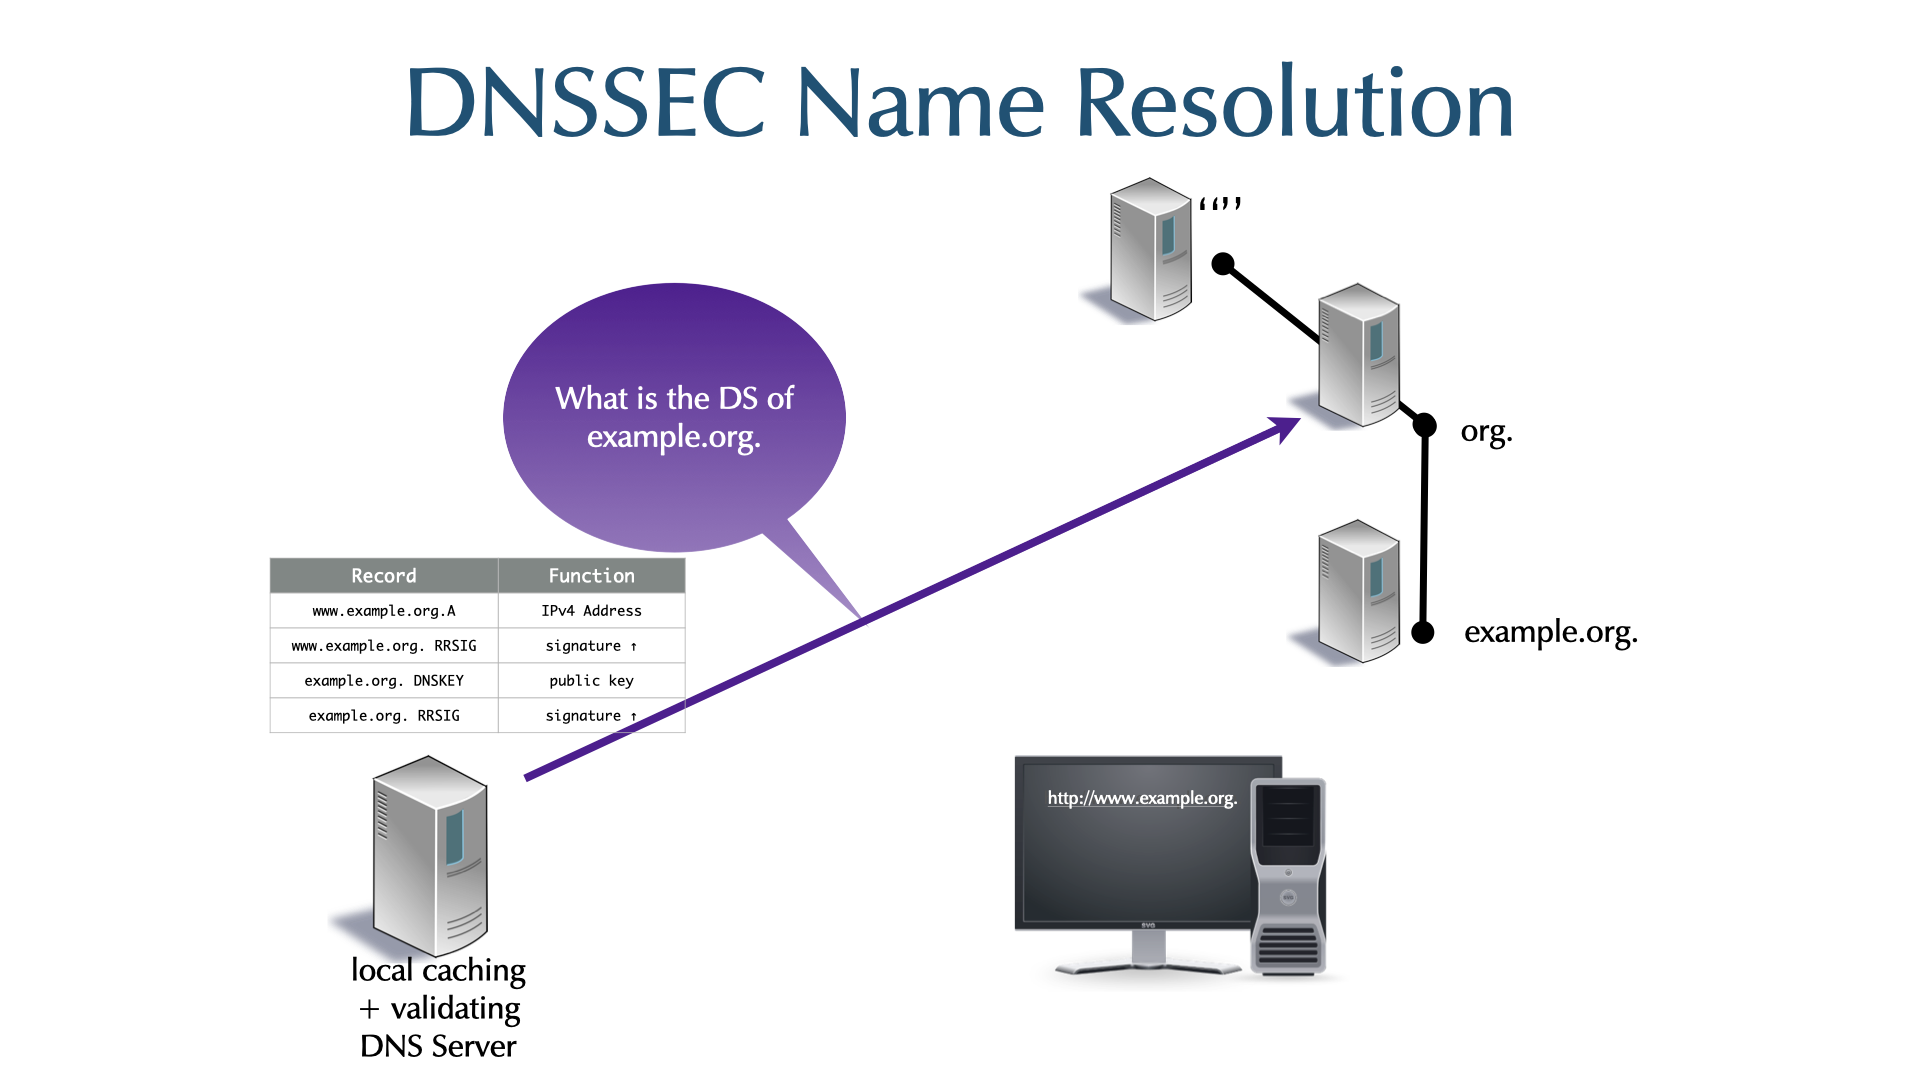 DNSSEC Name Resolution
“”
What is the DS of
example.org.
org.
Record Function
www.example.org.A IPv4 Address
www.example.org. RRSIG signature ↑
example.org. DNSKEY public key
example.org. RRSIG signature ↑
example.org.
http://www.example.org.
SVG
SVG
local caching
+ validating
DNS Server